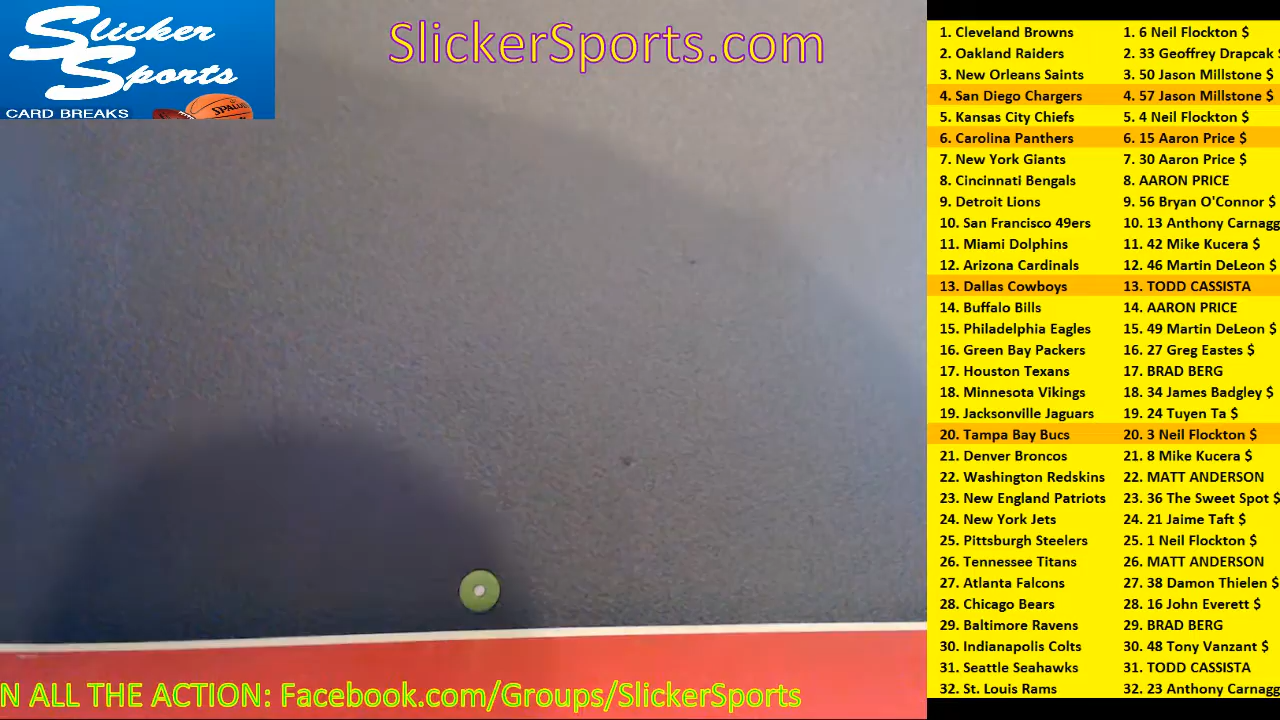 Slicker
Sports
CARD BREAKS
SPALDING
SlickerSports.com
1. Cleveland Browns 1. 6 Neil Flockton $
2. Oakland Raiders 2. 33 Geoffrey Drapcak $
3. New Orleans Saints 3. 50 Jason Millstone $
4. San Diego Chargers 4. 57 Jason Millstone $
5. Kansas City Chiefs 5. 4 Neil Flockton $
6. Carolina Panthers 6. 15 Aaron Price $
7. New York Giants 7. 30 Aaron Price $
8. Cincinnati Bengals 8. AARON PRICE
9. Detroit Lions 9. 56 Bryan O'Connor $
10. San Francisco 49ers 10. 13 Anthony Carnagg
11. Miami Dolphins 11. 42 Mike Kucera $
12. Arizona Cardinals 12. 46 Martin DeLeon $
13. Dallas Cowboys 13. TODD CASSISTA
14. Buffalo Bills 14. AARON PRICE
15. Philadelphia Eagles 15. 49 Martin DeLeon $
16. Green Bay Packers 16. 27 Greg Eastes $
17. Houston Texans 17. BRAD BERG
18. Minnesota Vikings 18. 34 James Badgley $
19. Jacksonville Jaguars 19. 24 Tuyen Ta $
20. Tampa Bay Bucs 20. 3 Neil Flockton $
21. Denver Broncos 21. 8 Mike Kucera $
22. Washington Redskins 22. MATT ANDERSON
23. New England Patriots 23. 36 The Sweet Spot $
24. New York Jets 24. 21 Jaime Taft $
25. Pittsburgh Steelers 25. 1 Neil Flockton $
26. Tennessee Titans 26. MATT ANDERSON
27. Atlanta Falcons 27. 38 Damon Thielen $
28. Chicago Bears 28. 16 John Everett $
29. Baltimore Ravens 29. BRAD BERG
30. Indianapolis Colts 30. 48 Tony Vanzant $
31. Seattle Seahawks 31. TODD CASSISTA
32. St. Louis Rams 32. 23 Anthony Carnagg
N ALL THE ACTION: Facebook.com/Groups/SlickerSports